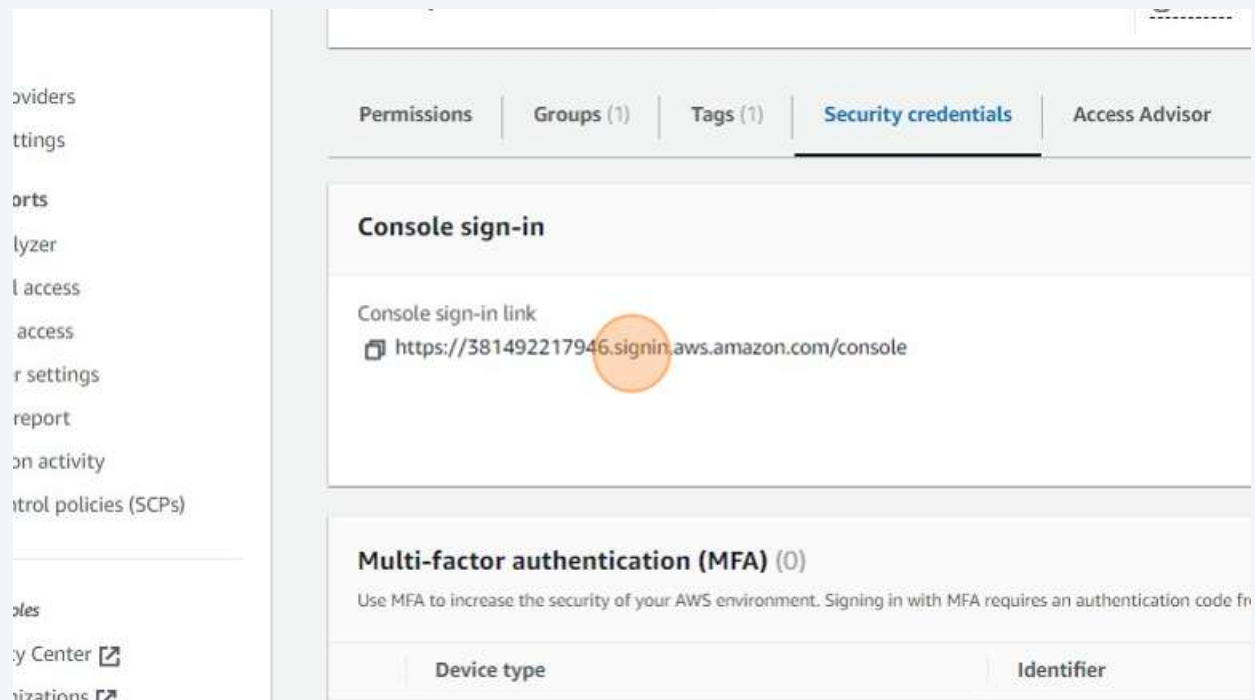 oviders
ttings
orts
lyzer
l access
access
r settings
report
on activity
ntrol policies (SCPs)
oles
y Center
nizations
Permissions Groups (1) Tags (1) Security credentials Access Advisor
Console sign-in
Console sign-in link
https://381492217946.signin.aws.amazon.com/console
Multi-factor authentication (MFA) (0)
Use MFA to increase the security of your AWS environment. Signing in with MFA requires an authentication code fr
Device type Identifier